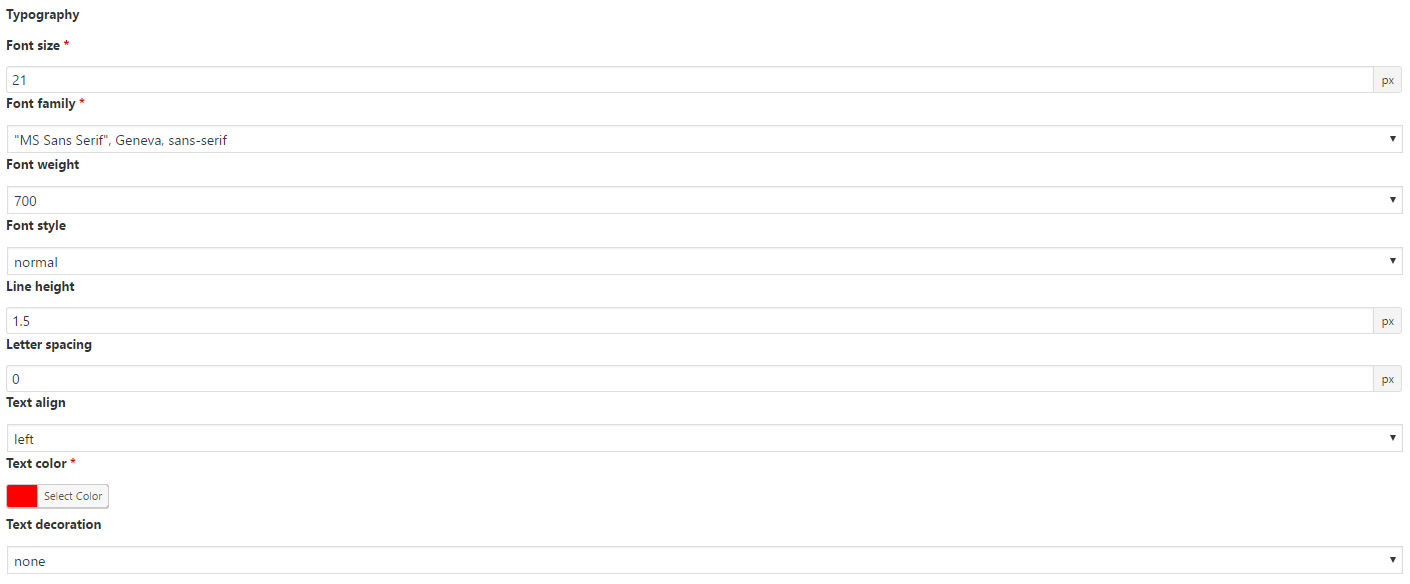 Typography
Font size *
21 px
Font family *
"MS Sans Serif", Geneva, sans-serif
Font weight
700
Font style
normal
Line height
1.5 px
Letter spacing
0 px
Text align
left
Text color *
Select Color
Text decoration
none